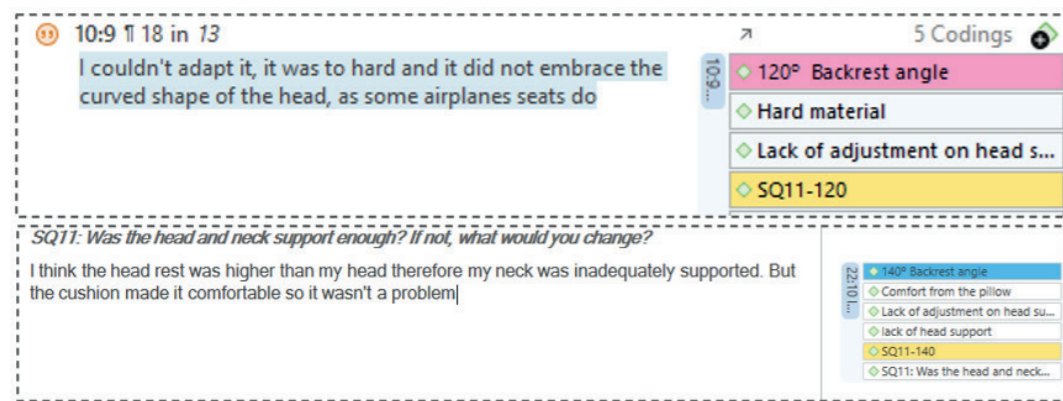 10:9 ¶ 18 in 13
5 Codings
I couldn't adapt it, it was to hard and it did not embrace the
curved shape of the head, as some airplanes seats do
10:9...
120º Backrest angle
Hard material
Lack of adjustment on head s...
SQ11-120
SQ11: Was the head and neck support enough? If not, what would you change?
I think the head rest was higher than my head therefore my neck was inadequately supported. But
the cushion made it comfortable so it wasn't a problem
22:10 I...
140º Backrest angle
Comfort from the pillow
Lack of adjustment on head su...
lack of head support
SQ11-140
SQ11: Was the head and neck...